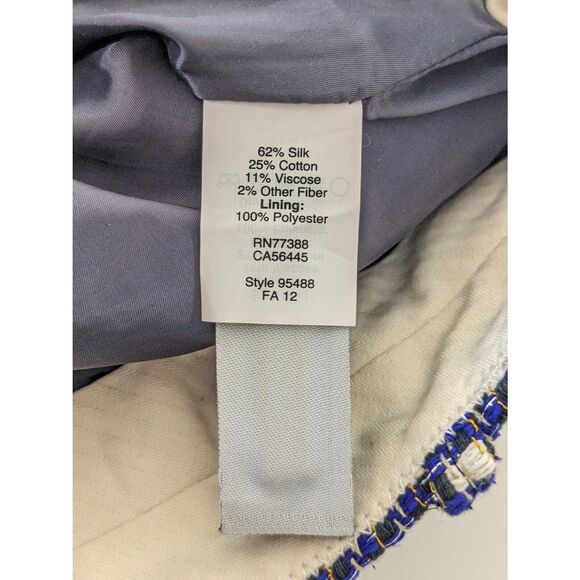 62% Silk
25% Cotton
11% Viscose
2% Other Fiber
Lining:
100% Polyester
RN77388
CA56445
Style 95488
FA 12